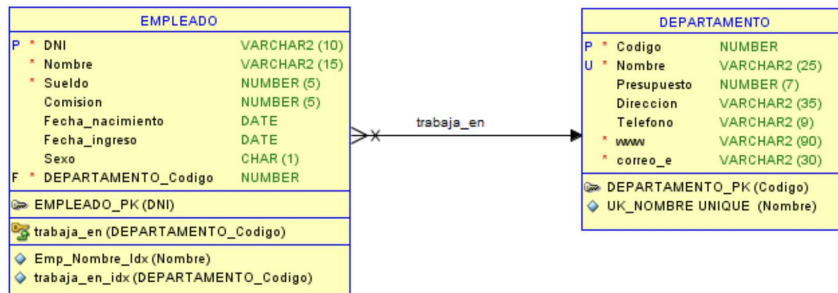 EMPLEADO
P * DNI VARCHAR2 (10)
* Nombre VARCHAR2 (15)
* Sueldo NUMBER (5)
Comision NUMBER (5)
Fecha_nacimiento DATE
Fecha_ingreso DATE
Sexo CHAR (1)
F * DEPARTAMENTO_Codigo NUMBER
EMPLEADO_PK (DNI)
trabaja_en (DEPARTAMENTO_Codigo)
Emp_Nombre_Idx (Nombre)
trabaja_en_idx (DEPARTAMENTO_Codigo)
trabaja_en
DEPARTAMENTO
P * Codigo NUMBER
U * Nombre VARCHAR2 (25)
Presupuesto NUMBER (7)
Direccion VARCHAR2 (35)
Telefono VARCHAR2 (9)
* www VARCHAR2 (90)
* correo_e VARCHAR2 (30)
DEPARTAMENTO_PK (Codigo)
UK_NOMBRE UNIQUE (Nombre)